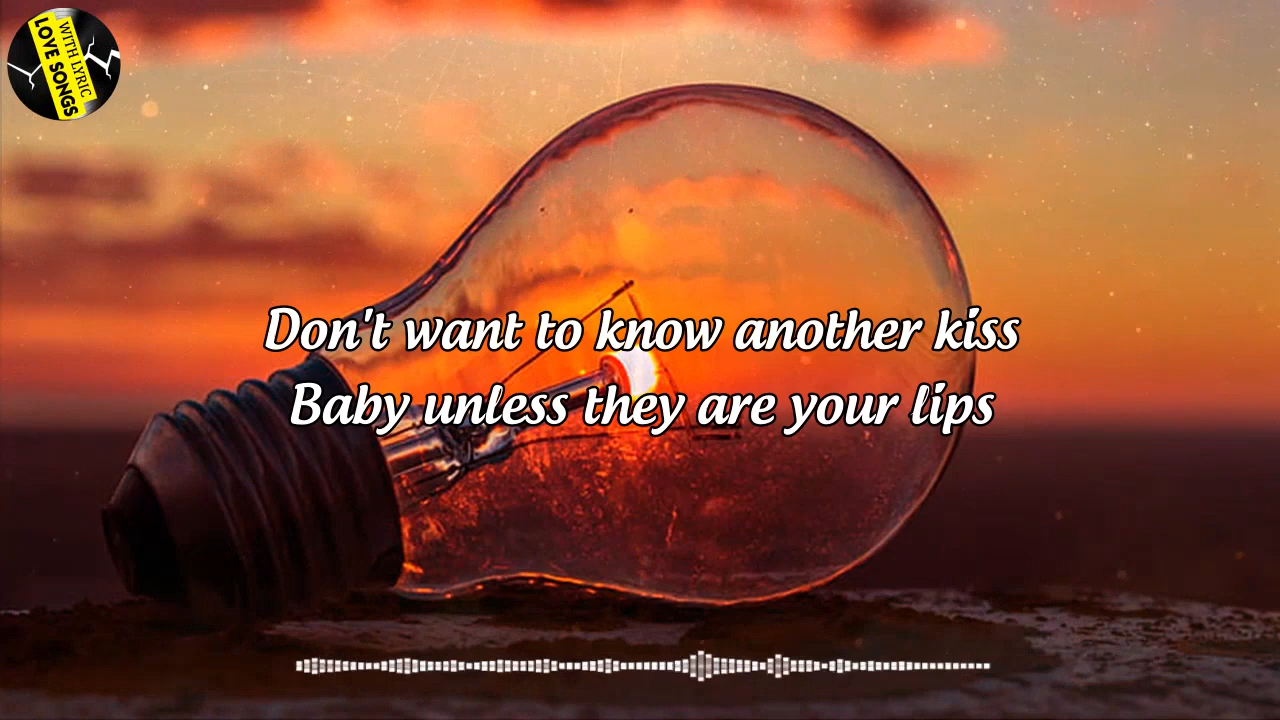 WITH LYRIC
LOVE SONGS
Don't want to know another kiss
Baby unless they are your lips